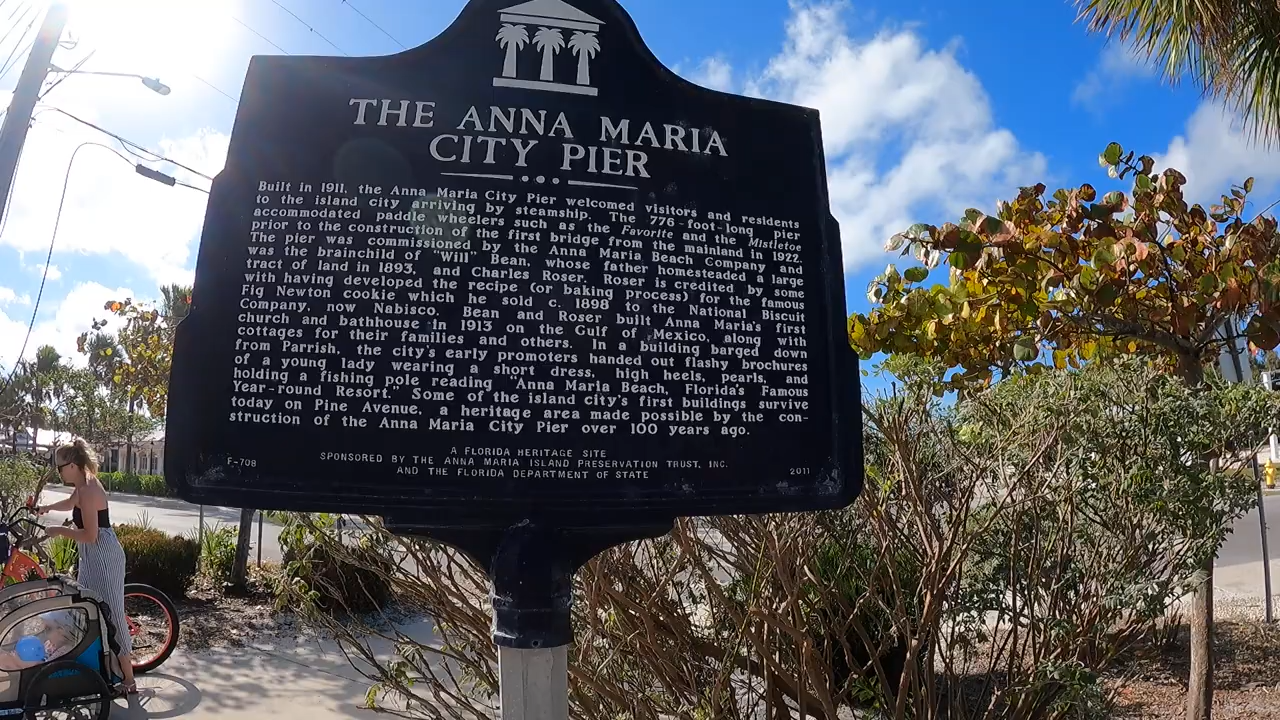 THE ANNA MARIA
CITY PIER
Built in 1911, the Anna Maria City Pier welcomed visitors and residents
to the island city arriving by steamship. The 776-foot-long pier
accommodated paddle wheelers such as the Favorite and the Mistletoe
prior to the construction of the first bridge from the mainland in 1922.
The pier was commissioned by the Anna Maria Beach Company and
was the brainchild of "Will" Bean, whose father homesteaded a large
tract of land in 1893, and Charles Roser. Roser is credited by some
with having developed the recipe (or baking process) for the famous
Fig Newton cookie which he sold c. 1898 to the National Biscuit
Company, now Nabisco. Bean and Roser built Anna Maria's first
church and bathhouse in 1913 on the Gulf of Mexico, along with
cottages for their families and others. In a building barged down
from Parrish, the city's early promoters handed out flashy brochures
of a young lady wearing a short dress, high heels, pearls, and
holding a fishing pole reading "Anna Maria Beach, Florida's Famous
Year-Round Resort." Some of the island city's first buildings survive
today on Pine Avenue, a heritage area made possible by the con-
struction of the Anna Maria City Pier over 100 years ago.
A FLORIDA HERITAGE SITE
F-708 SPONSORED BY THE ANNA MARIA ISLAND PRESERVATION TRUST, INC. 2011
AND THE FLORIDA DEPARTMENT OF STATE